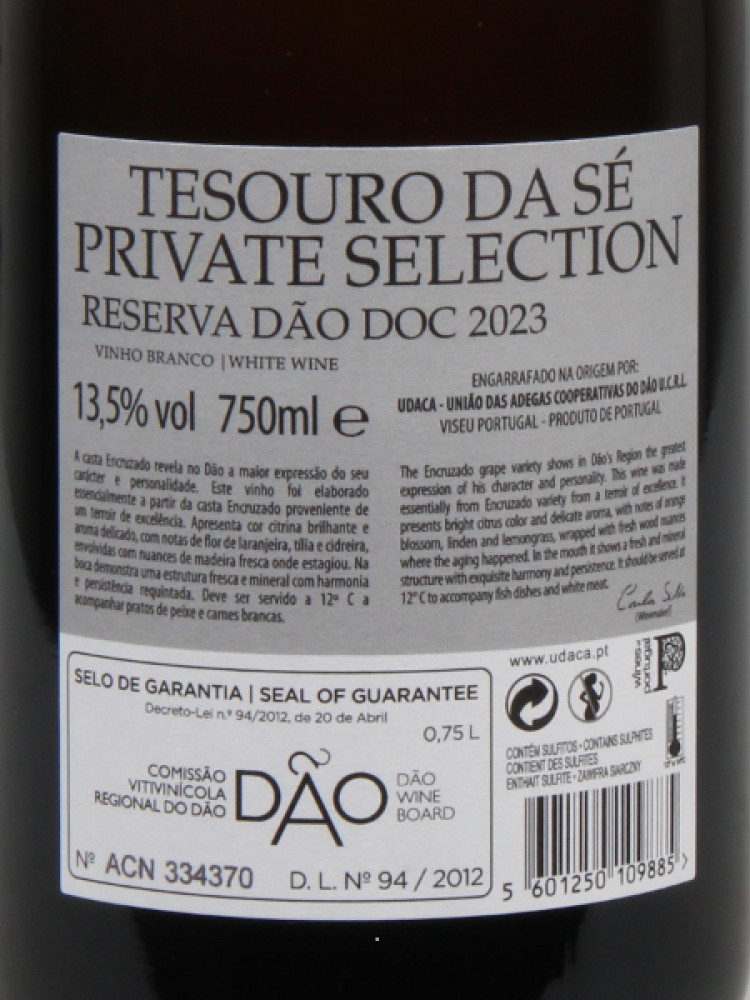 TESOURO DA SÉ
PRIVATE SELECTION
RESERVA DÃO DOC 2023
VINHO BRANCO | WHITE WINE
13,5% vol 750ml e
ENGARRAFADO NA ORIGEM POR:
UDACA - UNIÃO DAS ADEGAS COOPERATIVAS DO DÃO U.C.R.L
VISEU PORTUGAL - PRODUTO DE PORTUGAL
A casta Encruzado revela no Dão a maior expressão do seu
carácter e personalidade. Este vinho foi elaborado
essencialmente a partir da casta Encruzado proveniente de
um terroir de excelência. Apresenta cor citrina brilhante e
aroma delicado, com notas de flor de laranjeira, tília e cidreira,
envolvidas com nuances de madeira fresca onde estagiou. Na
boca demonstra uma estrutura fresca e mineral com harmonia
e persistência requintada. Deve ser servido a 12º C a
acompanhar pratos de peixe e carnes brancas.
The Encruzado grape variety shows in Dão's Region the greatest
expression of his character and personality. This wine was made
essentially from Encruzado variety from a terroir of excellence. It
presents bright citrus color and delicate aroma, with notes of orange
blossom, linden and lemongrass, wrapped with fresh wood nuances
where the aging happened. In the mouth it shows a fresh and mineral
structure with exquisite harmony and persistence. It should be served at
12° C to accompany fish dishes and white meat.
(Winemaker)
SELO DE GARANTIA | SEAL OF GUARANTEE
Decreto-Lei n.º 94/2012, de 20 de Abril
0,75 L
COMISSÃO
VITIVINÍCOLA
REGIONAL DO DÃO
DÃO
DÃO
WINE
BOARD
Nº ACN 334370
D. L. Nº 94 / 2012
www.udaca.pt
wines of
portugal
CONTÉM SULFITOS - CONTAINS SULPHITES
CONTIENT DES SULFITES
ENTHAIT SULFITE - ZAWIFRA SIARCZNY
5 601250 109885 >